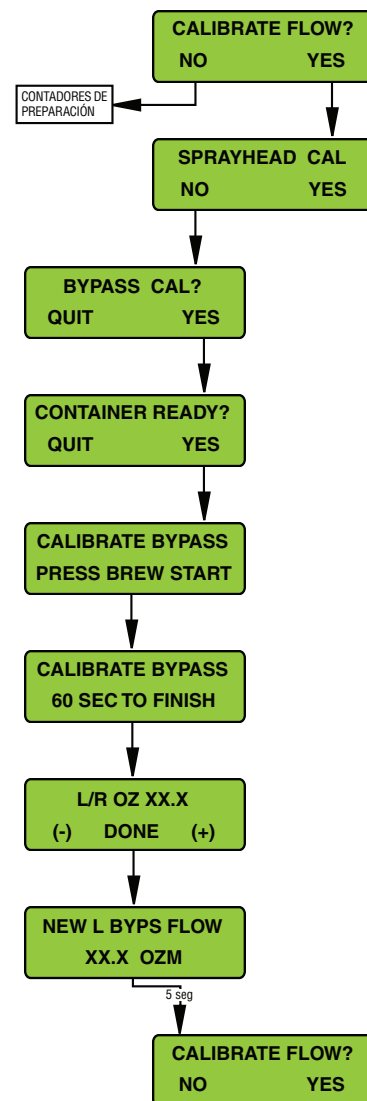 CALIBRATE FLOW?
NO YES
CONTADORES DE
PREPARACIÓN
SPRAYHEAD CAL
NO YES
BYPASS CAL?
QUIT YES
CONTAINER READY?
QUIT YES
CALIBRATE BYPASS
PRESS BREW START
CALIBRATE BYPASS
60 SEC TO FINISH
L/R OZ XX.X
(-) DONE (+)
NEW L BYPS FLOW
XX.X OZM
5 seg
CALIBRATE FLOW?
NO YES